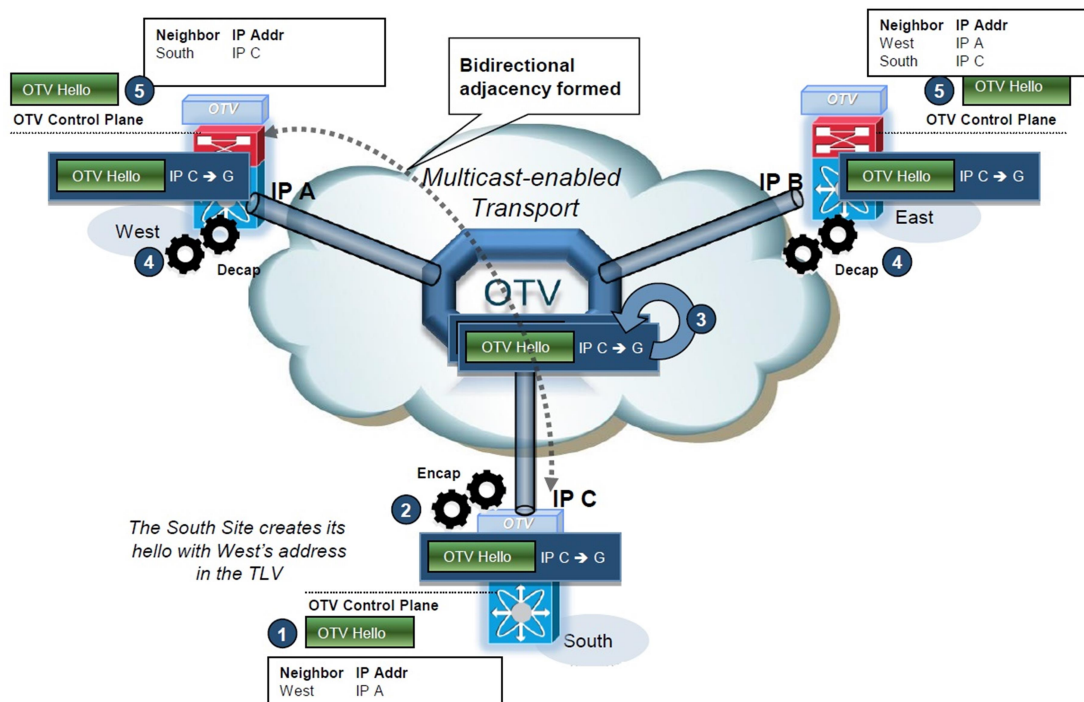 Neighbor IP Addr
South IP C
Neighbor IP Addr
West IP A
South IP C
OTV Hello
5
OTV Control Plane
OTV
Bidirectional
adjacency formed
OTV
5
OTV Hello
OTV Control Plane
OTV Hello IP C ➔ G
IP A
West
4
Decap
Multicast-enabled
Transport
IP B
OTV Hello IP C ➔ G
East
Decap
4
OTV
3
OTV Hello IP C ➔ G
Encap
2
IP C
OTV
OTV Hello IP C ➔ G
The South Site creates its
hello with West's address
in the TLV
OTV Control Plane
1
OTV Hello
South
Neighbor IP Addr
West IP A